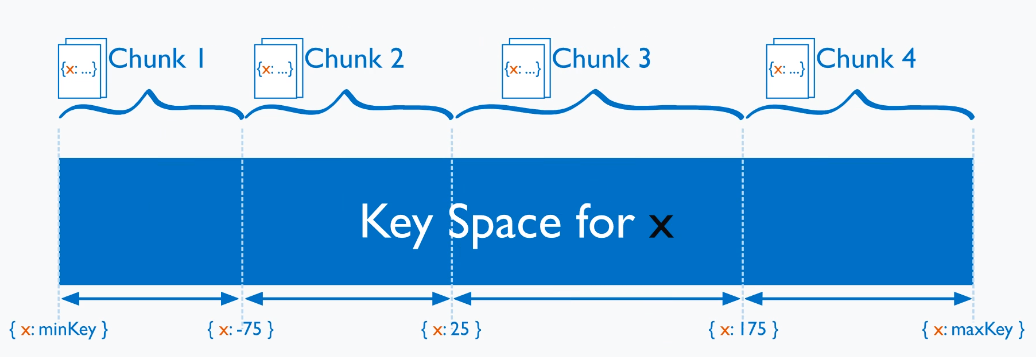 Chunk 1
Chunk 2
Chunk 3
Chunk 4
{x: ...}
{x: ...}
{x: ...}
{x: ...}
Key Space for x
{ x: minKey }
{ x: -75 }
{ x: 25 }
{ x: 175 }
{ x: maxKey }